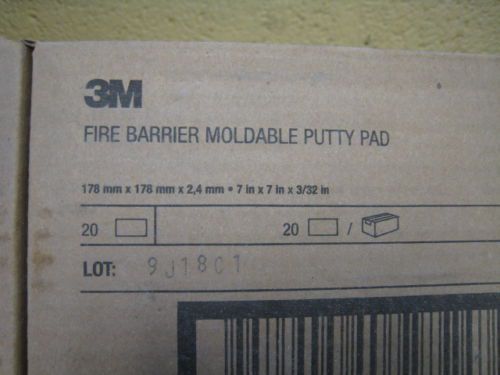 3M
FIRE BARRIER MOLDABLE PUTTY PAD
178 mm x 178 mm x 2,4 mm • 7 in x 7 in x 3/32 in
20 20 /
LOT: 9J18C1